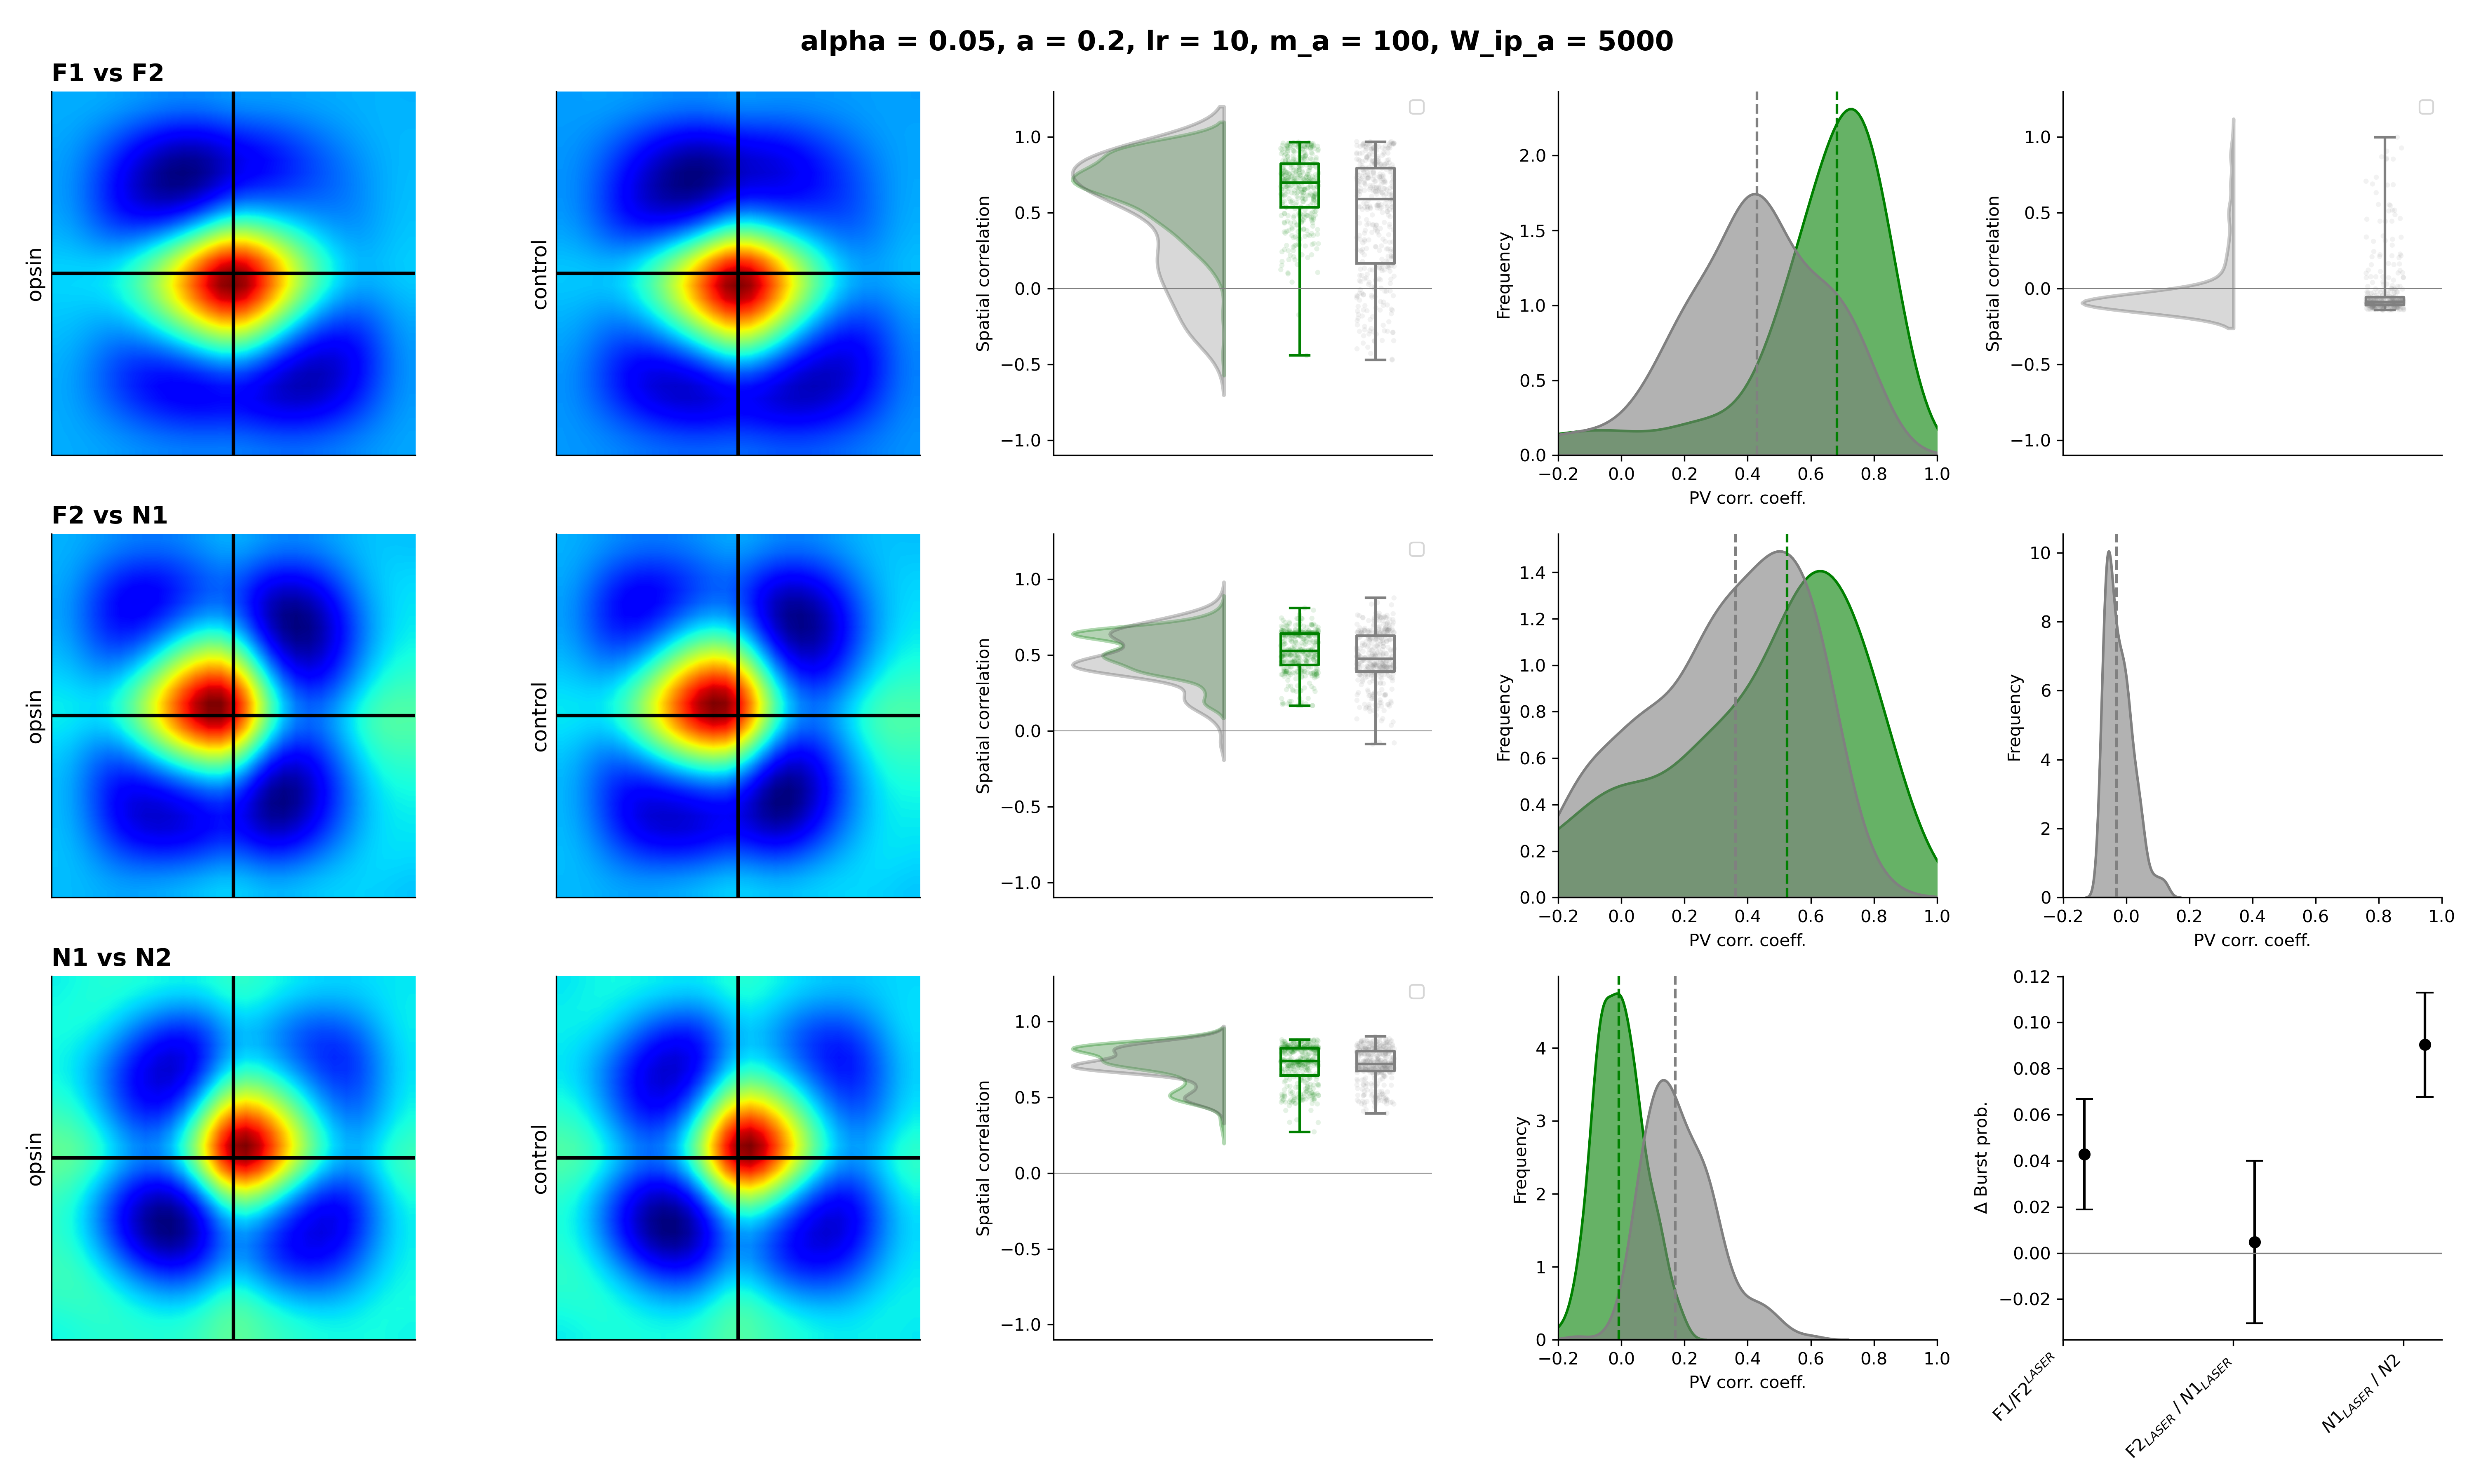 alpha = 0.05, a = 0.2, lr = 10, m_a = 100, W_ip_a = 5000
F1 vs F2
opsin
control
Spatial correlation
1.0
0.5
0.0
−0.5
−1.0
Frequency
2.0
1.5
1.0
0.5
0.0
−0.2 0.0 0.2 0.4 0.6 0.8 1.0
PV corr. coeff.
Spatial correlation
1.0
0.5
0.0
−0.5
−1.0
F2 vs N1
opsin
control
Spatial correlation
1.0
0.5
0.0
−0.5
−1.0
Frequency
1.4
1.2
1.0
0.8
0.6
0.4
0.2
0.0
−0.2 0.0 0.2 0.4 0.6 0.8 1.0
PV corr. coeff.
Frequency
10
8
6
4
2
0
−0.2 0.0 0.2 0.4 0.6 0.8 1.0
PV corr. coeff.
N1 vs N2
opsin
control
Spatial correlation
1.0
0.5
0.0
−0.5
−1.0
Frequency
4
3
2
1
0
−0.2 0.0 0.2 0.4 0.6 0.8 1.0
PV corr. coeff.
Δ Burst prob.
0.12
0.10
0.08
0.06
0.04
0.02
0.00
−0.02
F1/F2^LASER
F2_LASER / N1_LASER
N1_LASER / N2